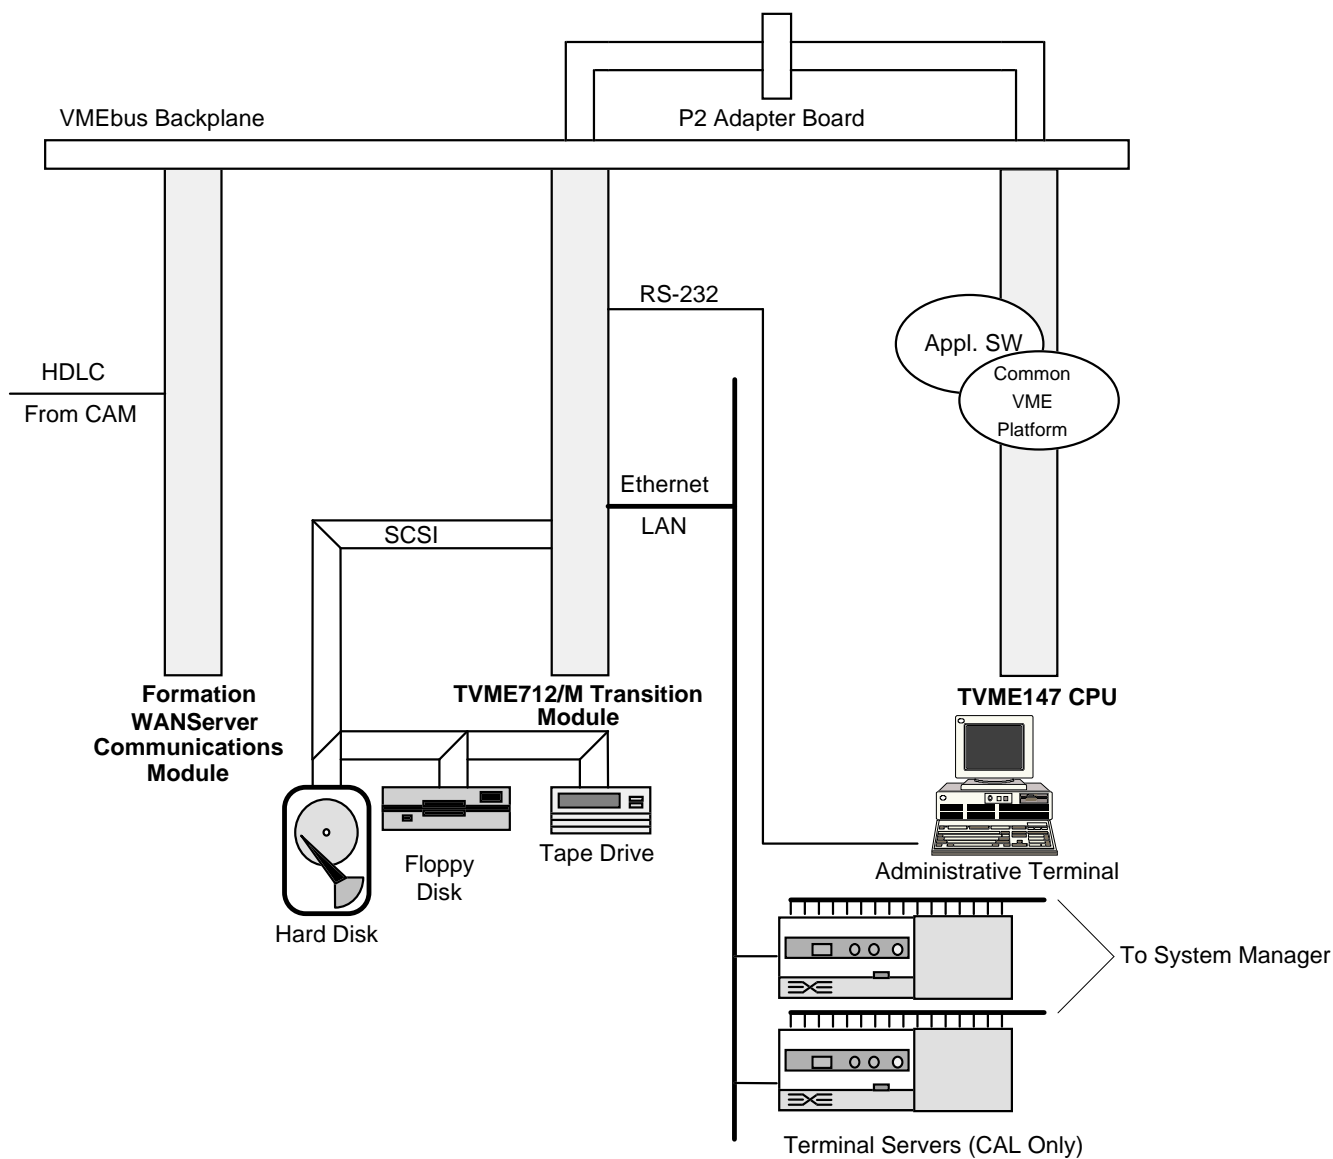 VMEbus Backplane
P2 Adapter Board
RS-232
Appl. SW
Common
VME
Platform
HDLC
From CAM
Ethernet
LAN
SCSI
Formation
WANServer
Communications
Module
TVME712/M Transition
Module
TVME147 CPU
Hard Disk
Floppy
Disk
Tape Drive
Administrative Terminal
To System Manager
Terminal Servers (CAL Only)